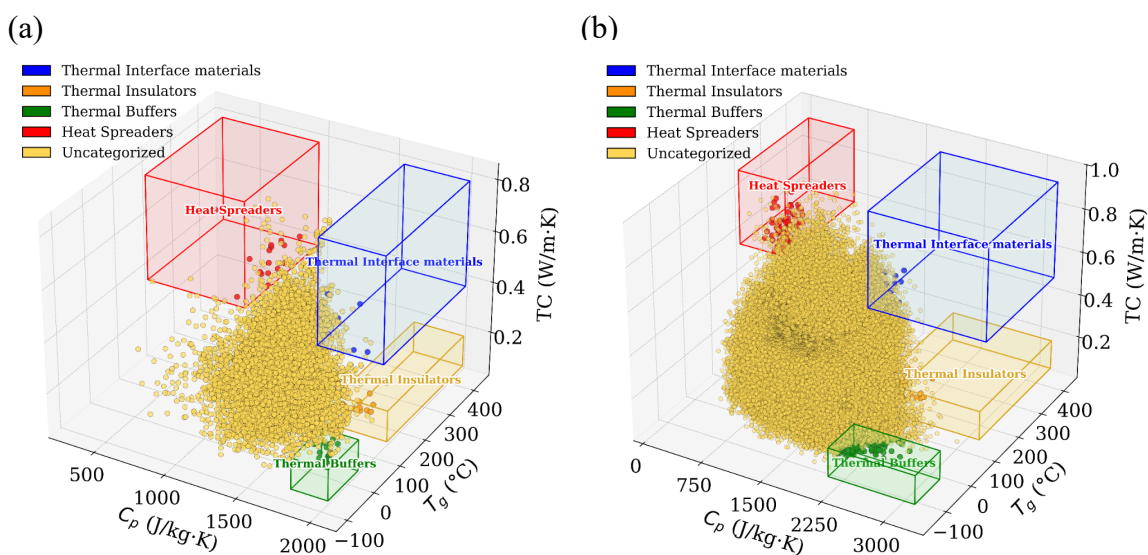 (a)
Thermal Interface materials
Thermal Insulators
Thermal Buffers
Heat Spreaders
Uncategorized
Heat Spreaders
Thermal Interface materials
Thermal Insulators
Thermal Buffers
0.8
0.6
0.4
0.2
TC (W/m·K)
400
300
200
100
0
−100
T_g (°C)
500
1000
1500
2000
C_p (J/kg·K)
(b)
Thermal Interface materials
Thermal Insulators
Thermal Buffers
Heat Spreaders
Uncategorized
Heat Spreaders
Thermal Interface materials
Thermal Insulators
Thermal Buffers
1.0
0.8
0.6
0.4
0.2
TC (W/m·K)
400
300
200
100
0
−100
T_g (°C)
0
750
1500
2250
3000
C_p (J/kg·K)